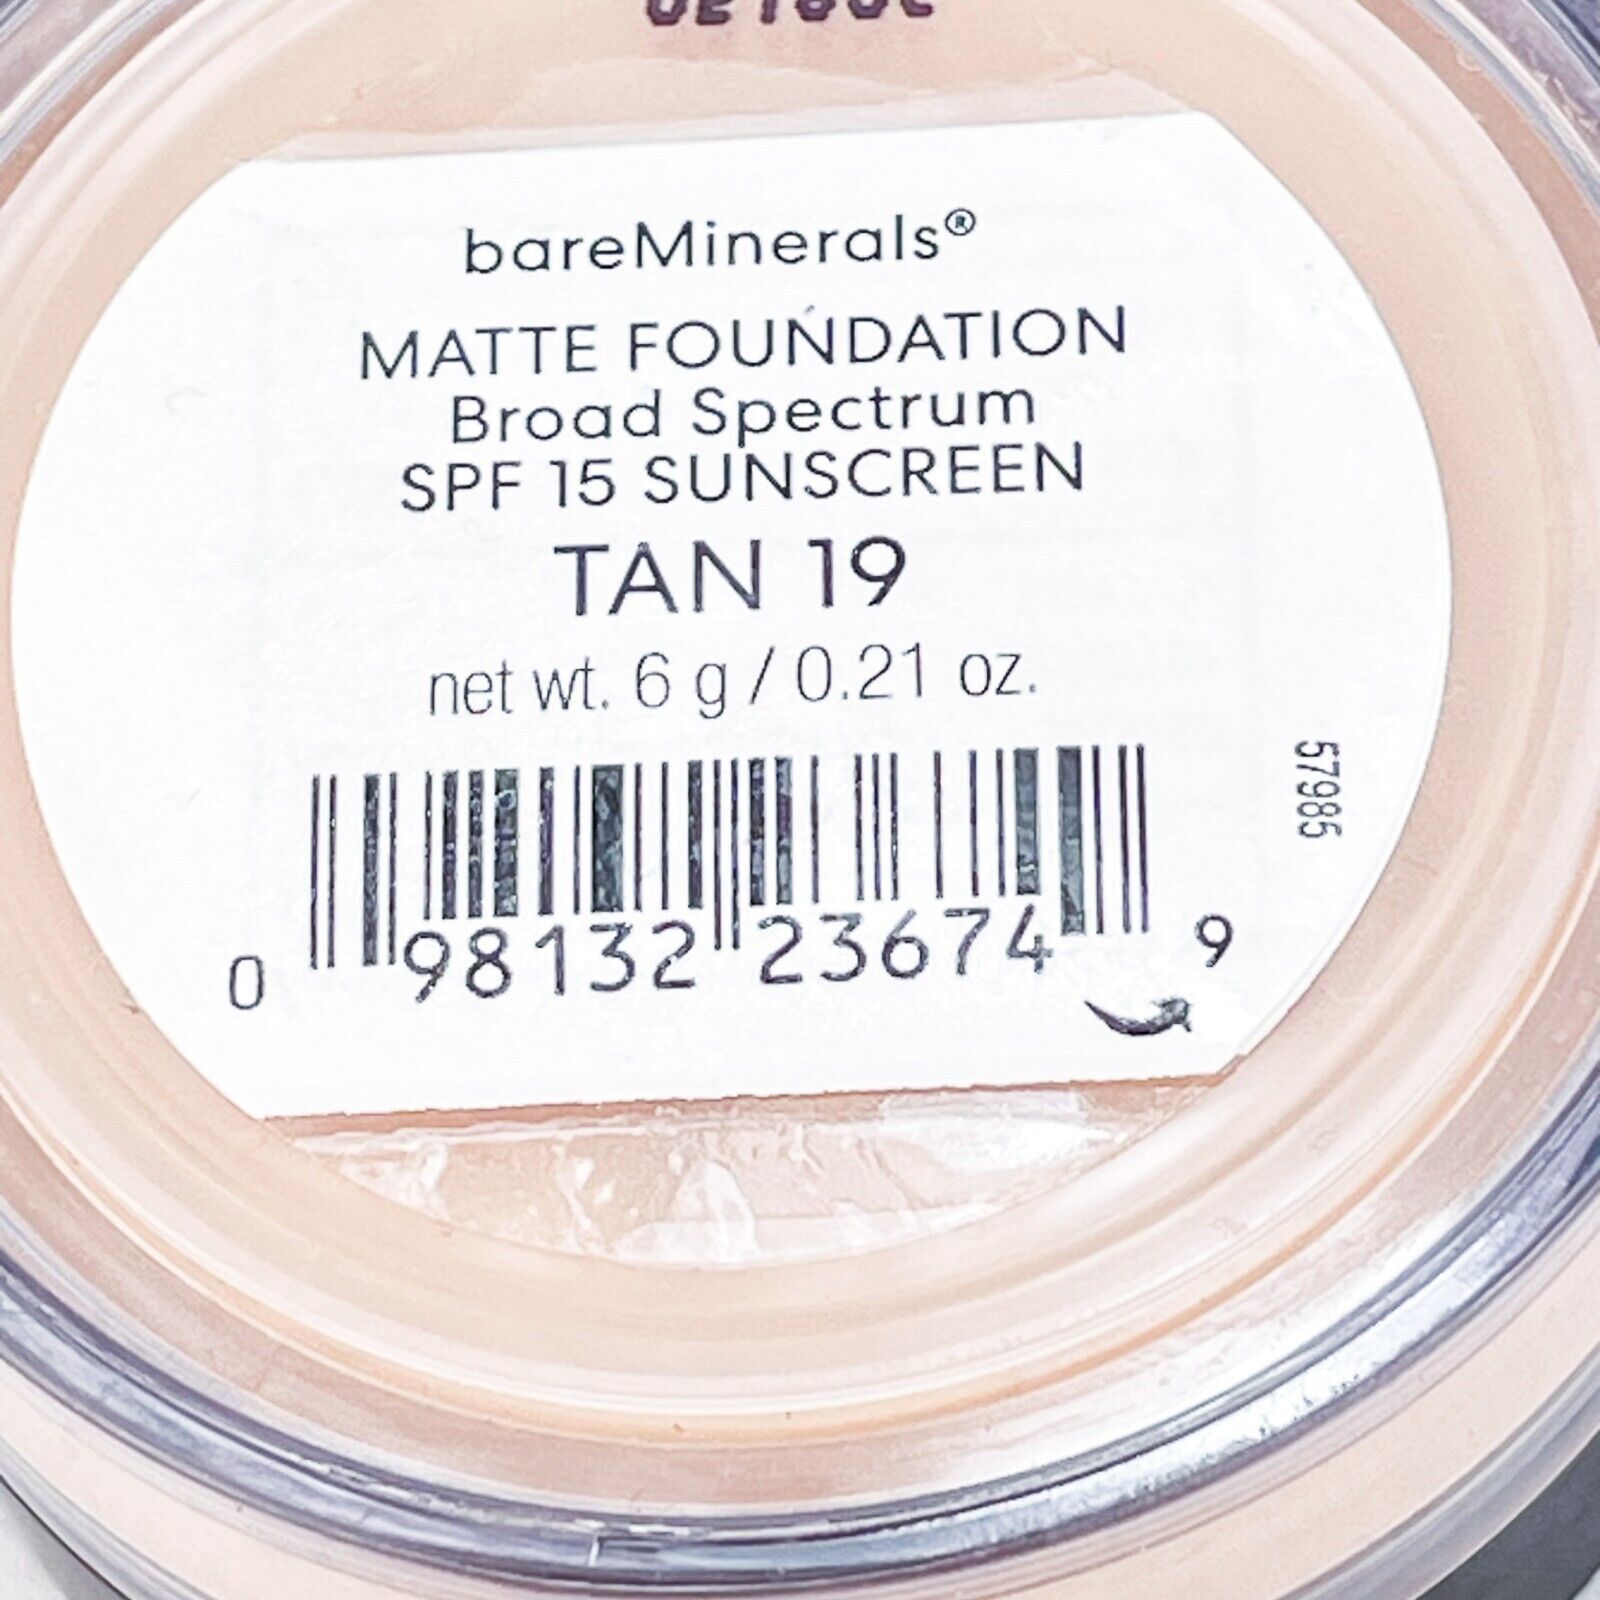 bareMinerals®
MATTE FOUNDATION
Broad Spectrum
SPF 15 SUNSCREEN
TAN 19
net wt. 6 g / 0.21 oz.
57985
0 98132 23674 9